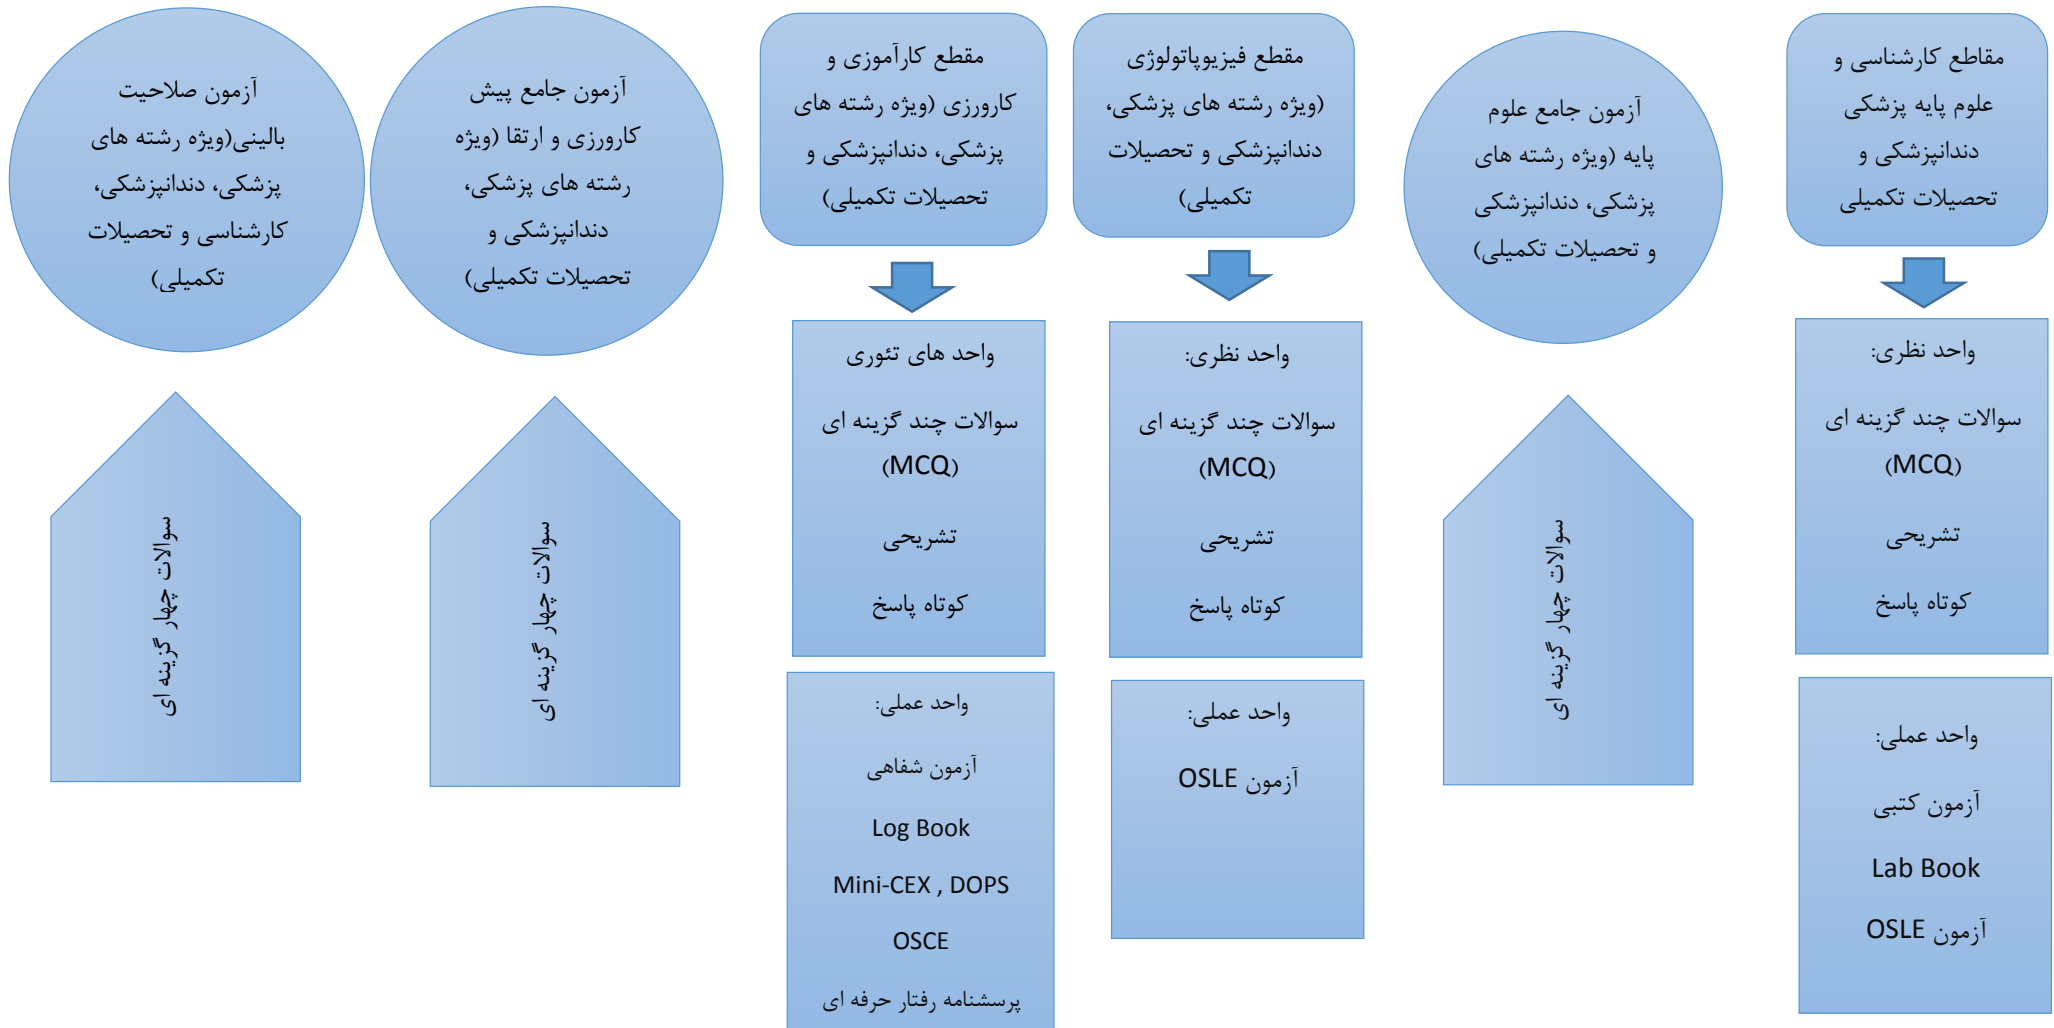 مقاطع کارشناسی و
علوم پایه پزشکی
دندانپزشکی و
تحصیلات تکمیلی
واحد نظری:
سوالات چند گزینه ای
(MCQ)
تشریحی
کوتاه پاسخ
واحد عملی:
آزمون کتبی
Lab Book
آزمون OSLE
آزمون جامع علوم
پایه (ویژه رشته های
پزشکی، دندانپزشکی
و تحصیلات تکمیلی)
سوالات چهار گزینه ای
مقطع فیزیوپاتولوژی
(ویژه رشته های پزشکی،
دندانپزشکی و تحصیلات
تکمیلی)
واحد نظری:
سوالات چند گزینه ای
(MCQ)
تشریحی
کوتاه پاسخ
واحد عملی:
آزمون OSLE
مقطع کارآموزی و
کارورزی (ویژه رشته های
پزشکی، دندانپزشکی و
تحصیلات تکمیلی)
واحد های تئوری
سوالات چند گزینه ای
(MCQ)
تشریحی
کوتاه پاسخ
واحد عملی:
آزمون شفاهی
Log Book
Mini-CEX , DOPS
OSCE
پرسشنامه رفتار حرفه ای
آزمون جامع پیش
کارورزی و ارتقا (ویژه
رشته های پزشکی،
دندانپزشکی و
تحصیلات تکمیلی)
سوالات چهار گزینه ای
آزمون صلاحیت
بالینی(ویژه رشته های
پزشکی، دندانپزشکی،
کارشناسی و تحصیلات
تکمیلی)
سوالات چهار گزینه ای